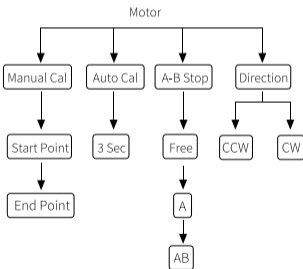 Motor
Manual Cal
Auto Cal
A-B Stop
Direction
Start Point
3 Sec
Free
CCW
CW
End Point
A
AB